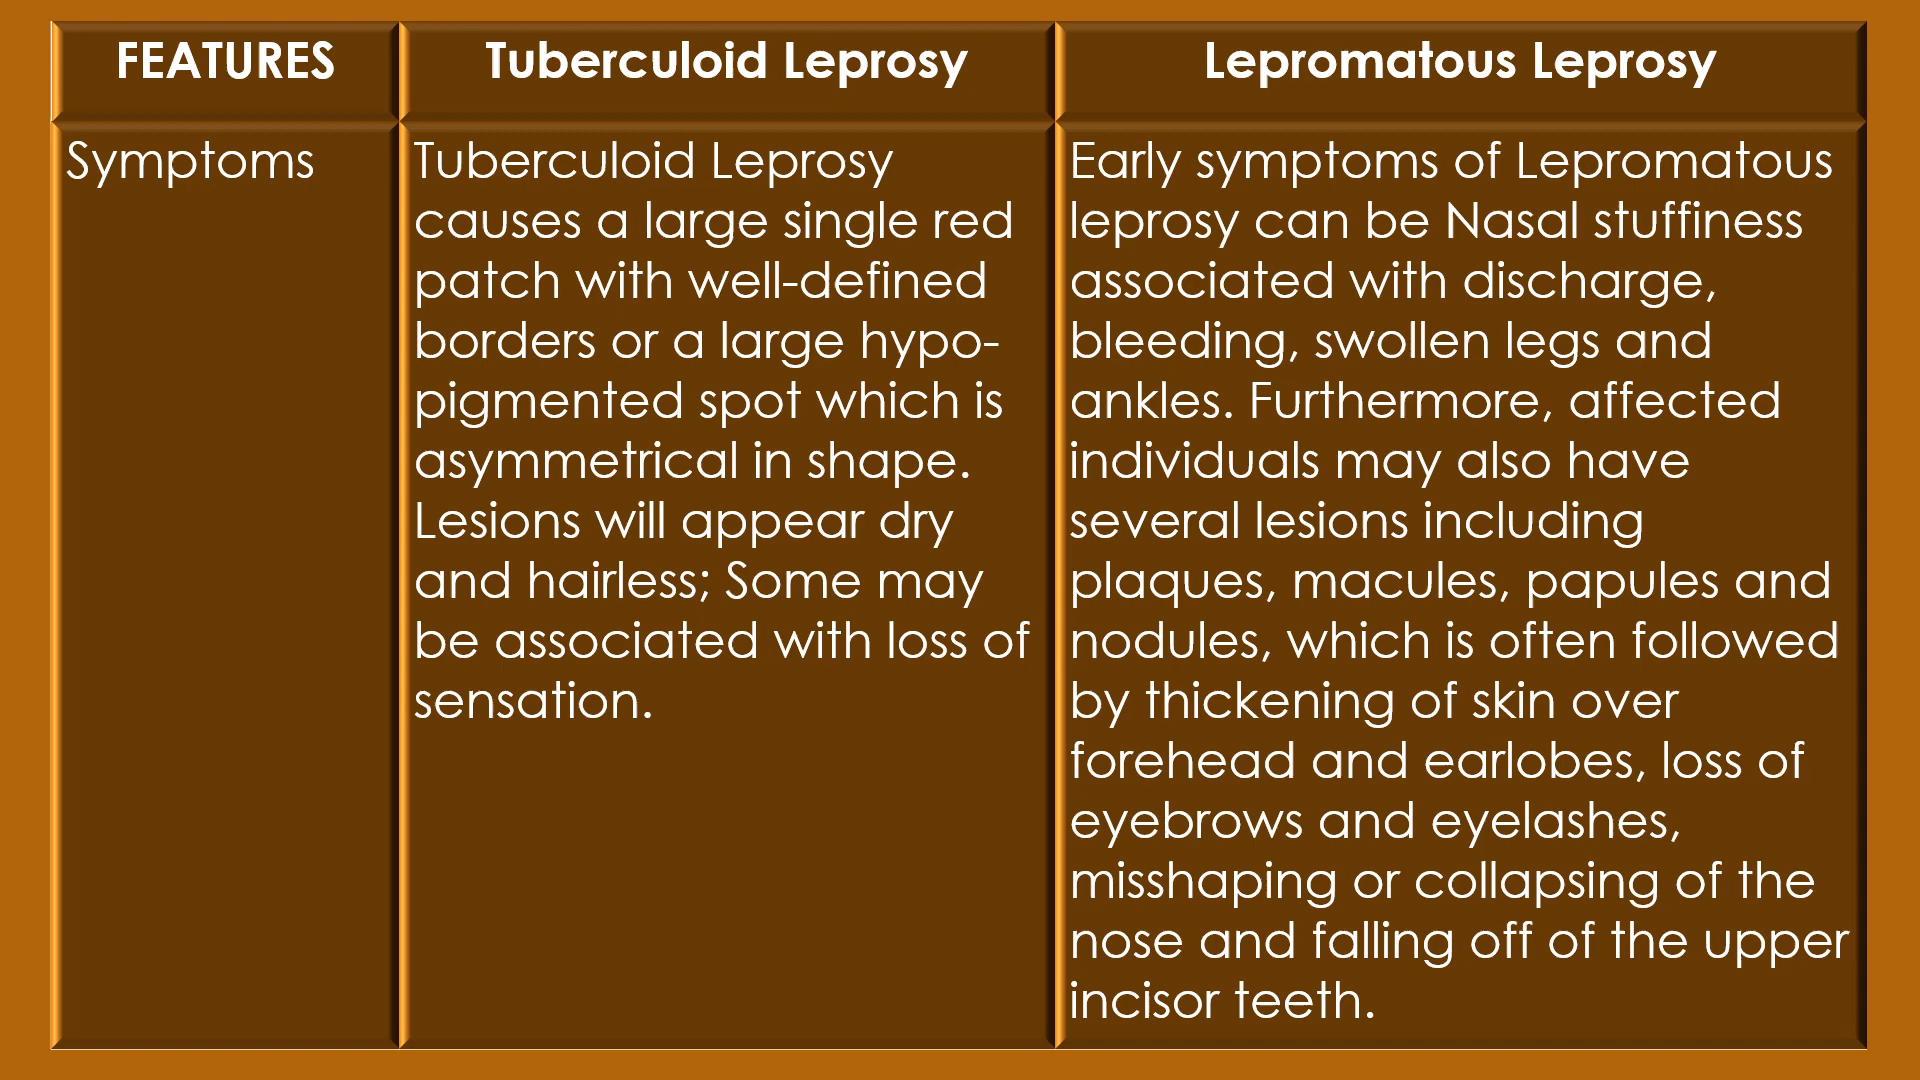 FEATURES
Tuberculoid Leprosy
Lepromatous Leprosy
Symptoms
Tuberculoid Leprosy
causes a large single red
patch with well-defined
borders or a large hypo-
pigmented spot which is
asymmetrical in shape.
Lesions will appear dry
and hairless; Some may
be associated with loss of
sensation.
Early symptoms of Lepromatous
leprosy can be Nasal stuffiness
associated with discharge,
bleeding, swollen legs and
ankles. Furthermore, affected
individuals may also have
several lesions including
plaques, macules, papules and
nodules, which is often followed
by thickening of skin over
forehead and earlobes, loss of
eyebrows and eyelashes,
misshaping or collapsing of the
nose and falling off of the upper
incisor teeth.